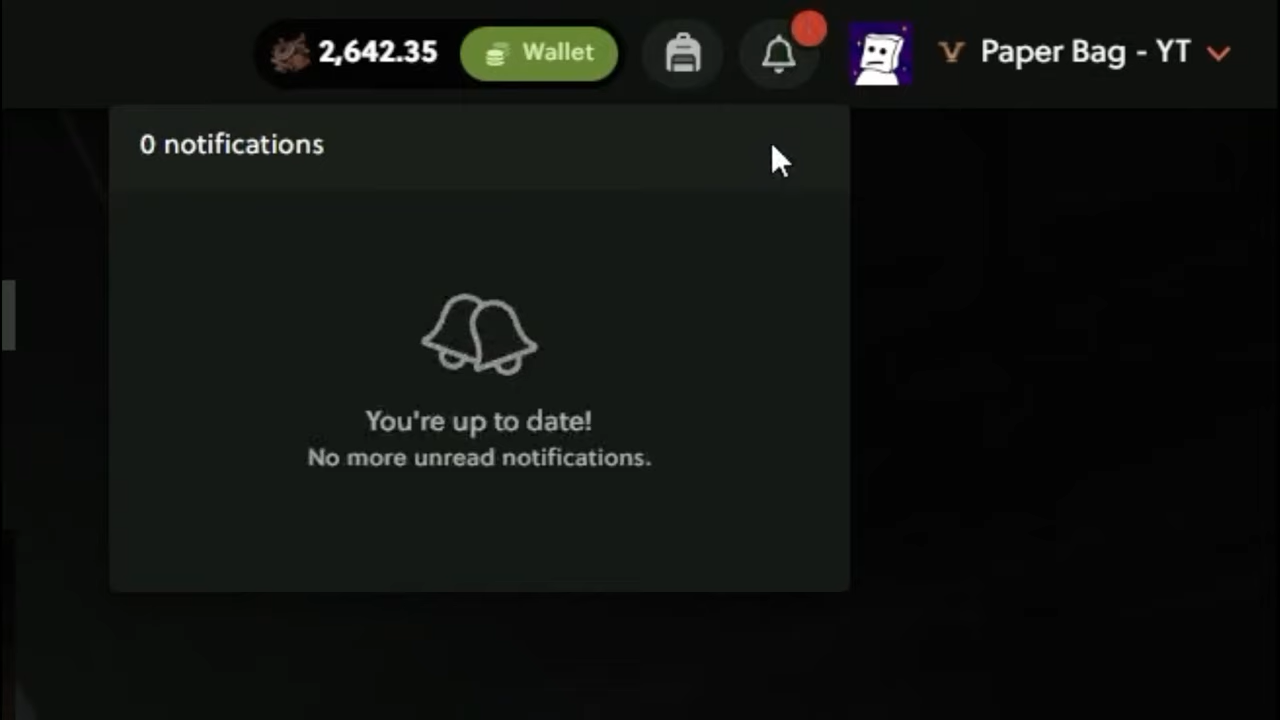 2,642.35 Wallet Paper Bag - YT
0 notifications
You're up to date!
No more unread notifications.